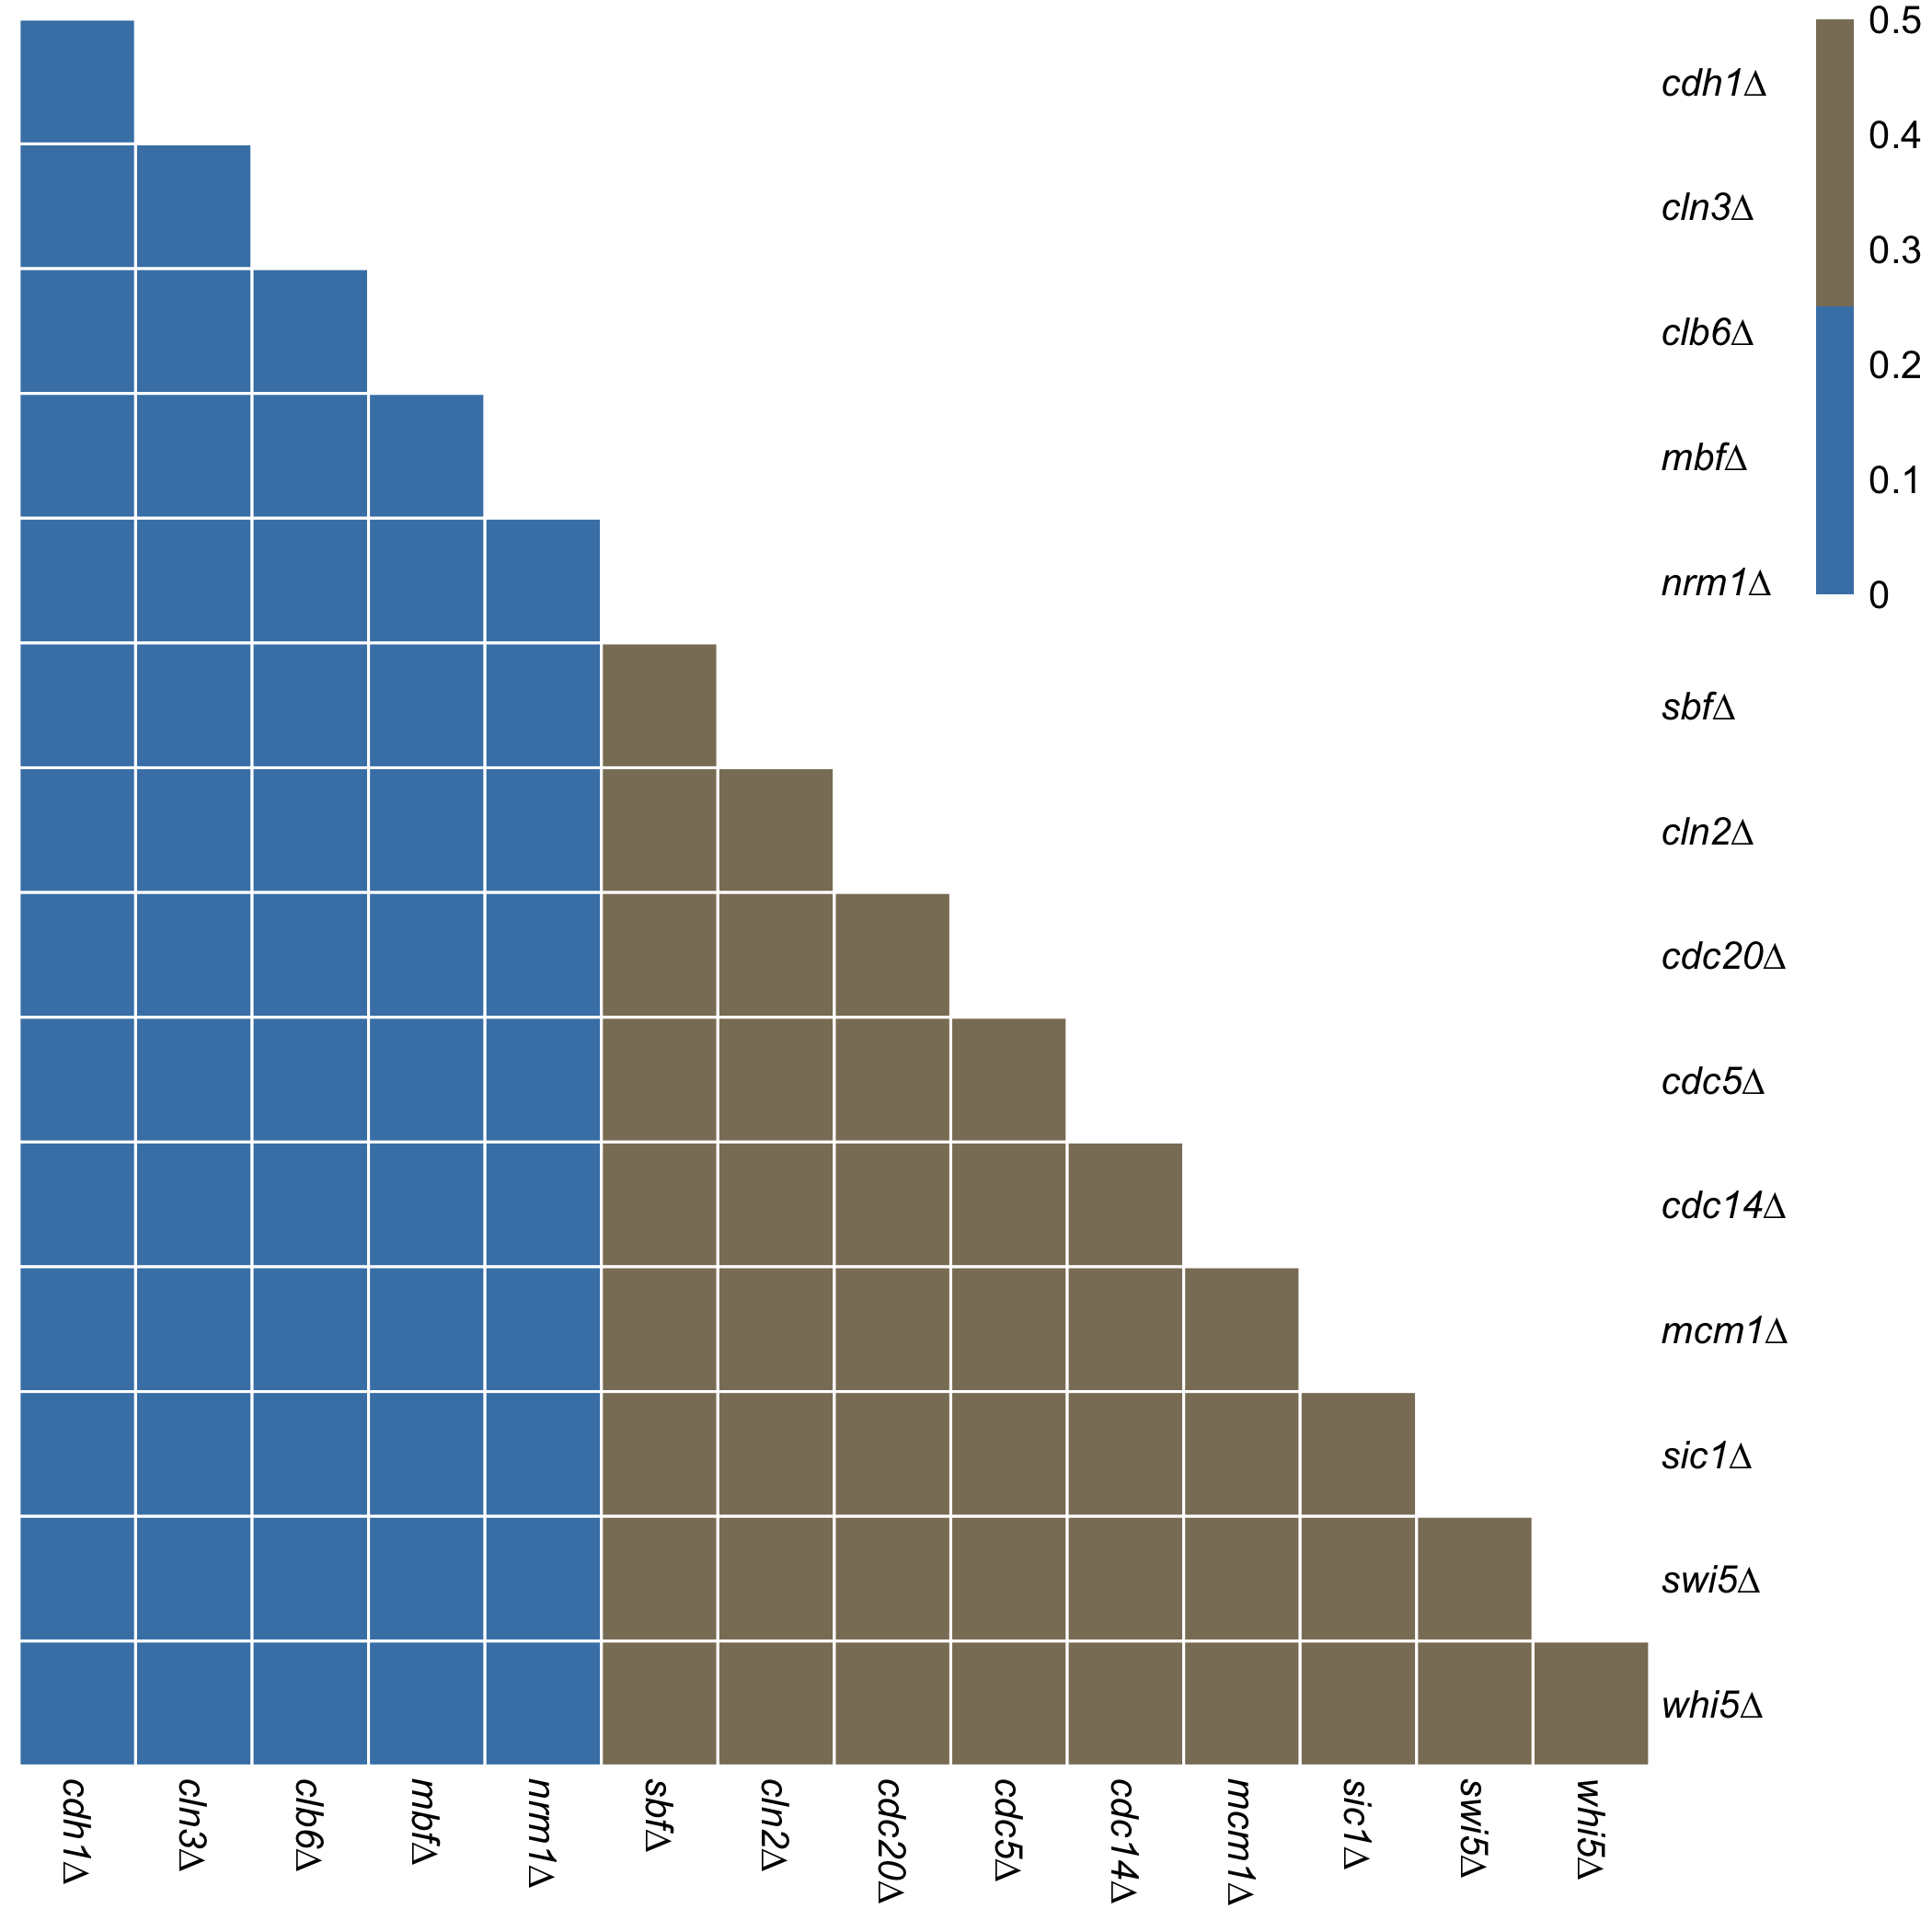 cdh1Δ
cln3Δ
clb6Δ
mbfΔ
nrm1Δ
sbfΔ
cln2Δ
cdc20Δ
cdc5Δ
cdc14Δ
mcm1Δ
sic1Δ
swi5Δ
whi5Δ
0.5
0.4
0.3
0.2
0.1
0
cdh1Δ
cln3Δ
clb6Δ
mbfΔ
nrm1Δ
sbfΔ
cln2Δ
cdc20Δ
cdc5Δ
cdc14Δ
mcm1Δ
sic1Δ
swi5Δ
whi5Δ